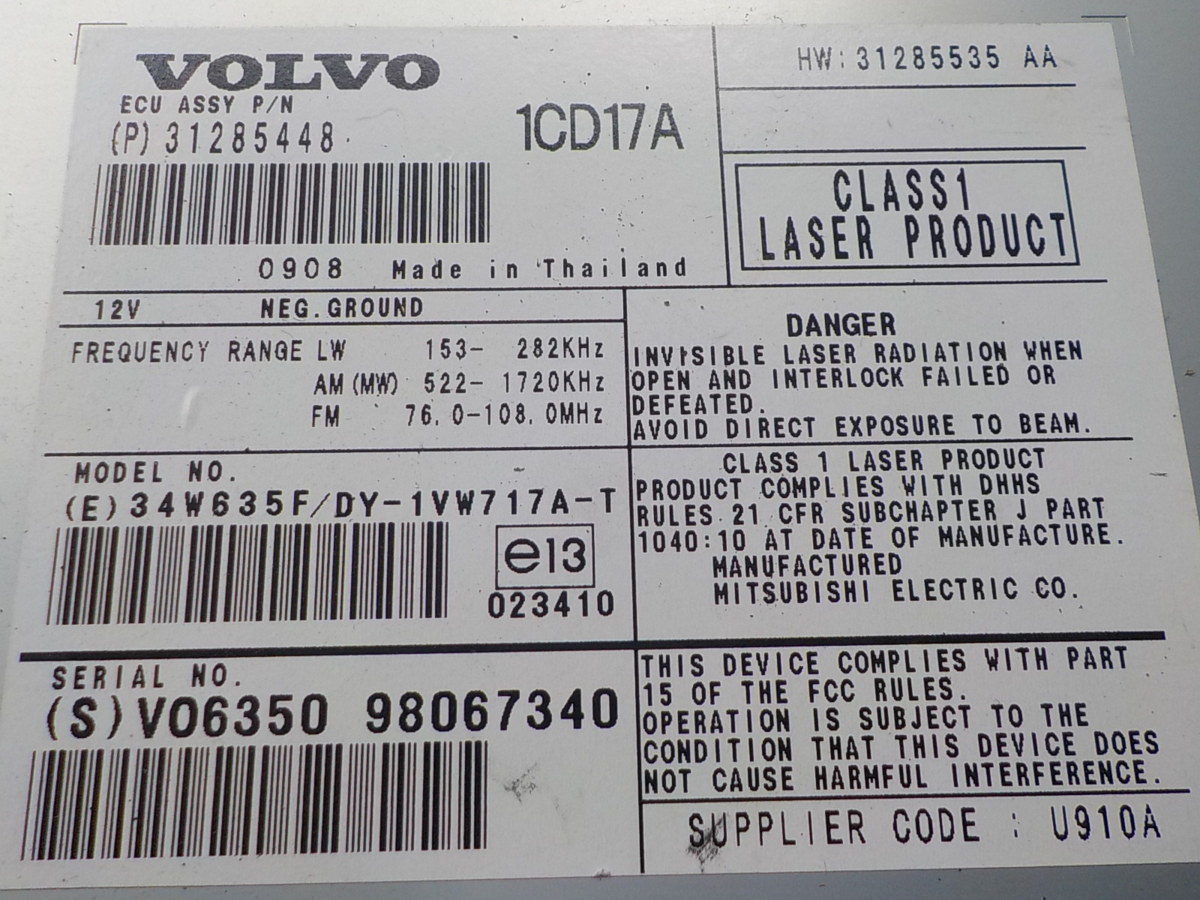 VOLVO
ECU ASSY P/N
(P) 31285448
1CD17A
0908 Made in Thailand
HW: 31285535 AA
CLASS1
LASER PRODUCT
12V NEG. GROUND
FREQUENCY RANGE LW 153- 282KHz
AM (MW) 522- 1720KHz
FM 76.0-108.0MHz
DANGER
INVISIBLE LASER RADIATION WHEN
OPEN AND INTERLOCK FAILED OR
DEFEATED.
AVOID DIRECT EXPOSURE TO BEAM.
MODEL NO.
(E) 34W635F/DY-1VW717A-T
e13
023410
CLASS 1 LASER PRODUCT
PRODUCT COMPLIES WITH DHHS
RULES 21 CFR SUBCHAPTER J PART
1040:10 AT DATE OF MANUFACTURE.
MANUFACTURED
MITSUBISHI ELECTRIC CO.
SERIAL NO.
(S) VO6350 98067340
THIS DEVICE COMPLIES WITH PART
15 OF THE FCC RULES.
OPERATION IS SUBJECT TO THE
CONDITION THAT THIS DEVICE DOES
NOT CAUSE HARMFUL INTERFERENCE.
SUPPLIER CODE : U910A